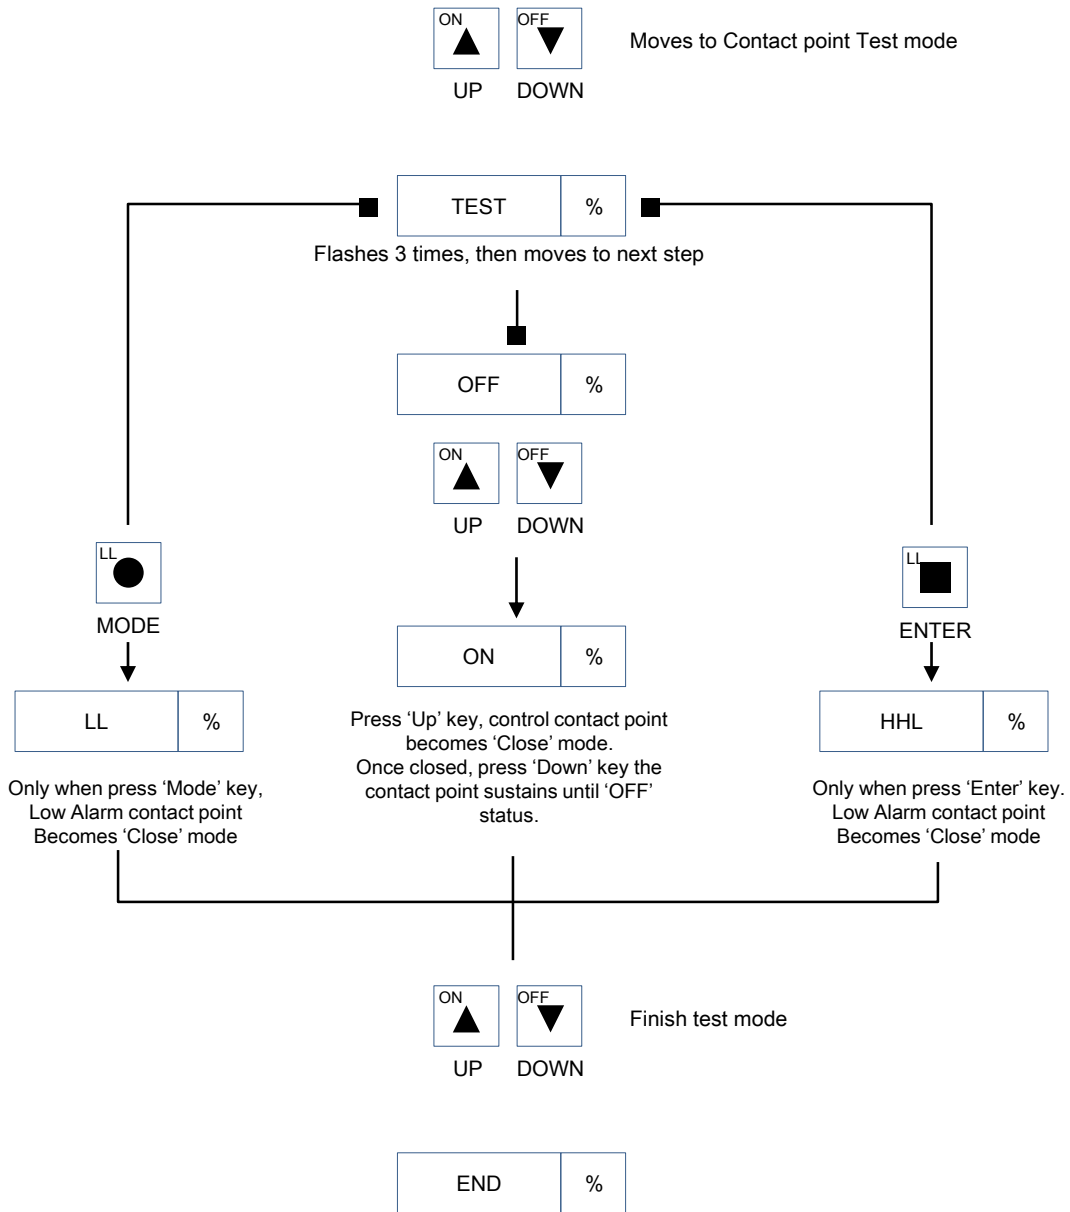 ON OFF
Moves to Contact point Test mode
UP DOWN
TEST %
Flashes 3 times, then moves to next step
OFF %
ON OFF
UP DOWN
LL
MODE
LL
ENTER
ON %
LL %
HHL %
Press ‘Up’ key, control contact point
becomes ‘Close’ mode.
Once closed, press ‘Down’ key the
contact point sustains until ‘OFF’
status.
Only when press ‘Mode’ key,
Low Alarm contact point
Becomes ‘Close’ mode
Only when press ‘Enter’ key.
Low Alarm contact point
Becomes ‘Close’ mode
ON OFF
Finish test mode
UP DOWN
END %